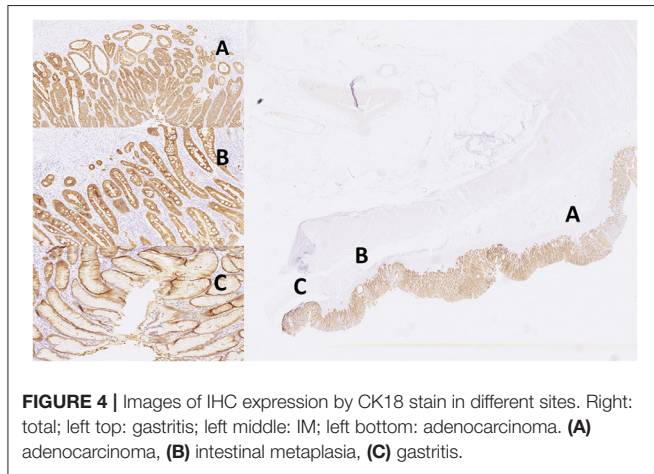 A
B
C
A
B
C
FIGURE 4 | Images of IHC expression by CK18 stain in different sites. Right:
total; left top: gastritis; left middle: IM; left bottom: adenocarcinoma. (A)
adenocarcinoma, (B) intestinal metaplasia, (C) gastritis.